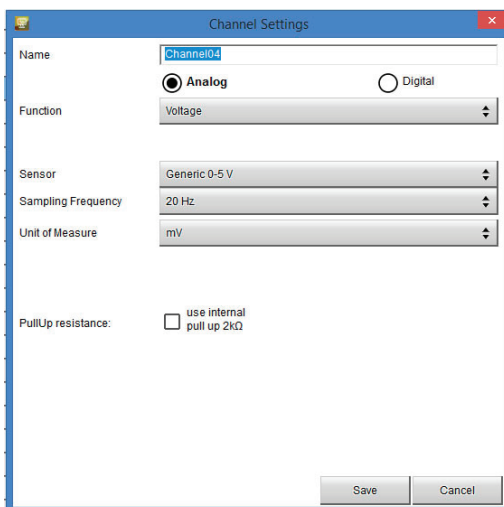 Channel Settings
Name
Channel04
Analog
Digital
Function
Voltage
Sensor
Generic 0-5 V
Sampling Frequency
20 Hz
Unit of Measure
mV
PullUp resistance:
use internal
pull up 2kΩ
Save
Cancel